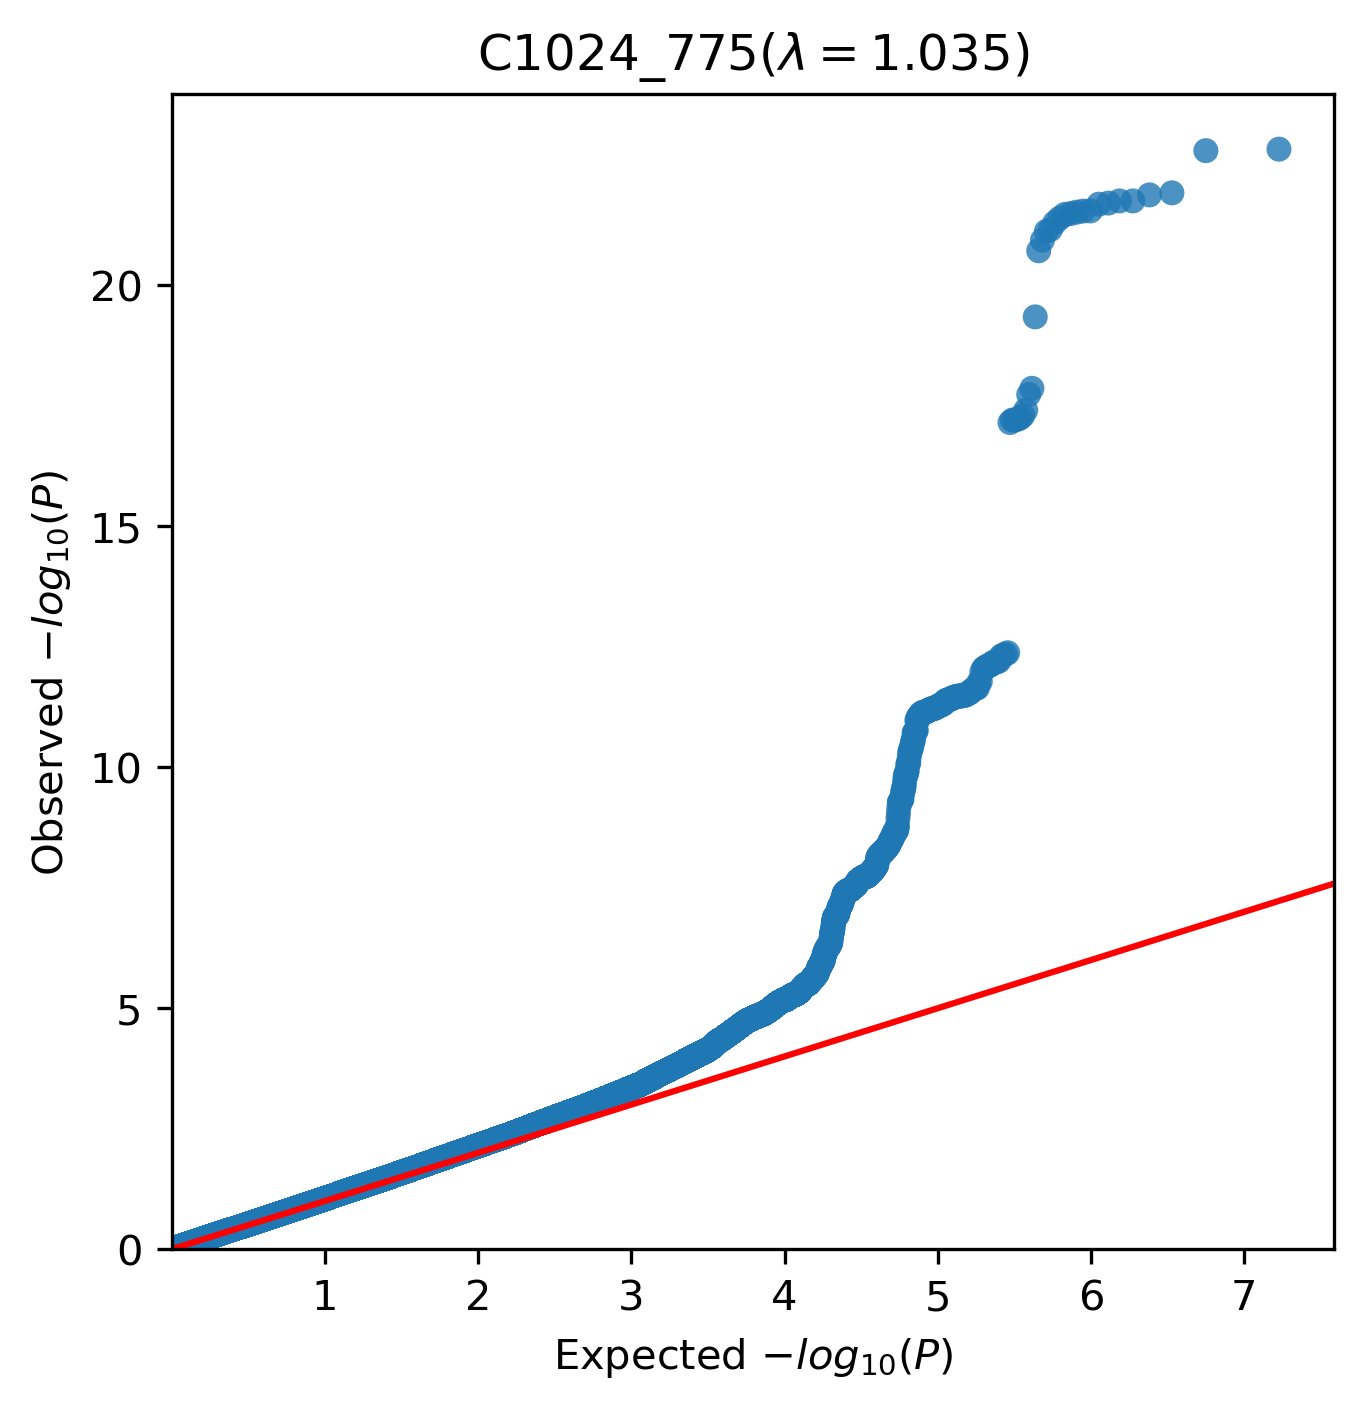 C1024_775(λ = 1.035)
Observed −log₁₀(P)
20
15
10
5
0
1 2 3 4 5 6 7
Expected −log₁₀(P)